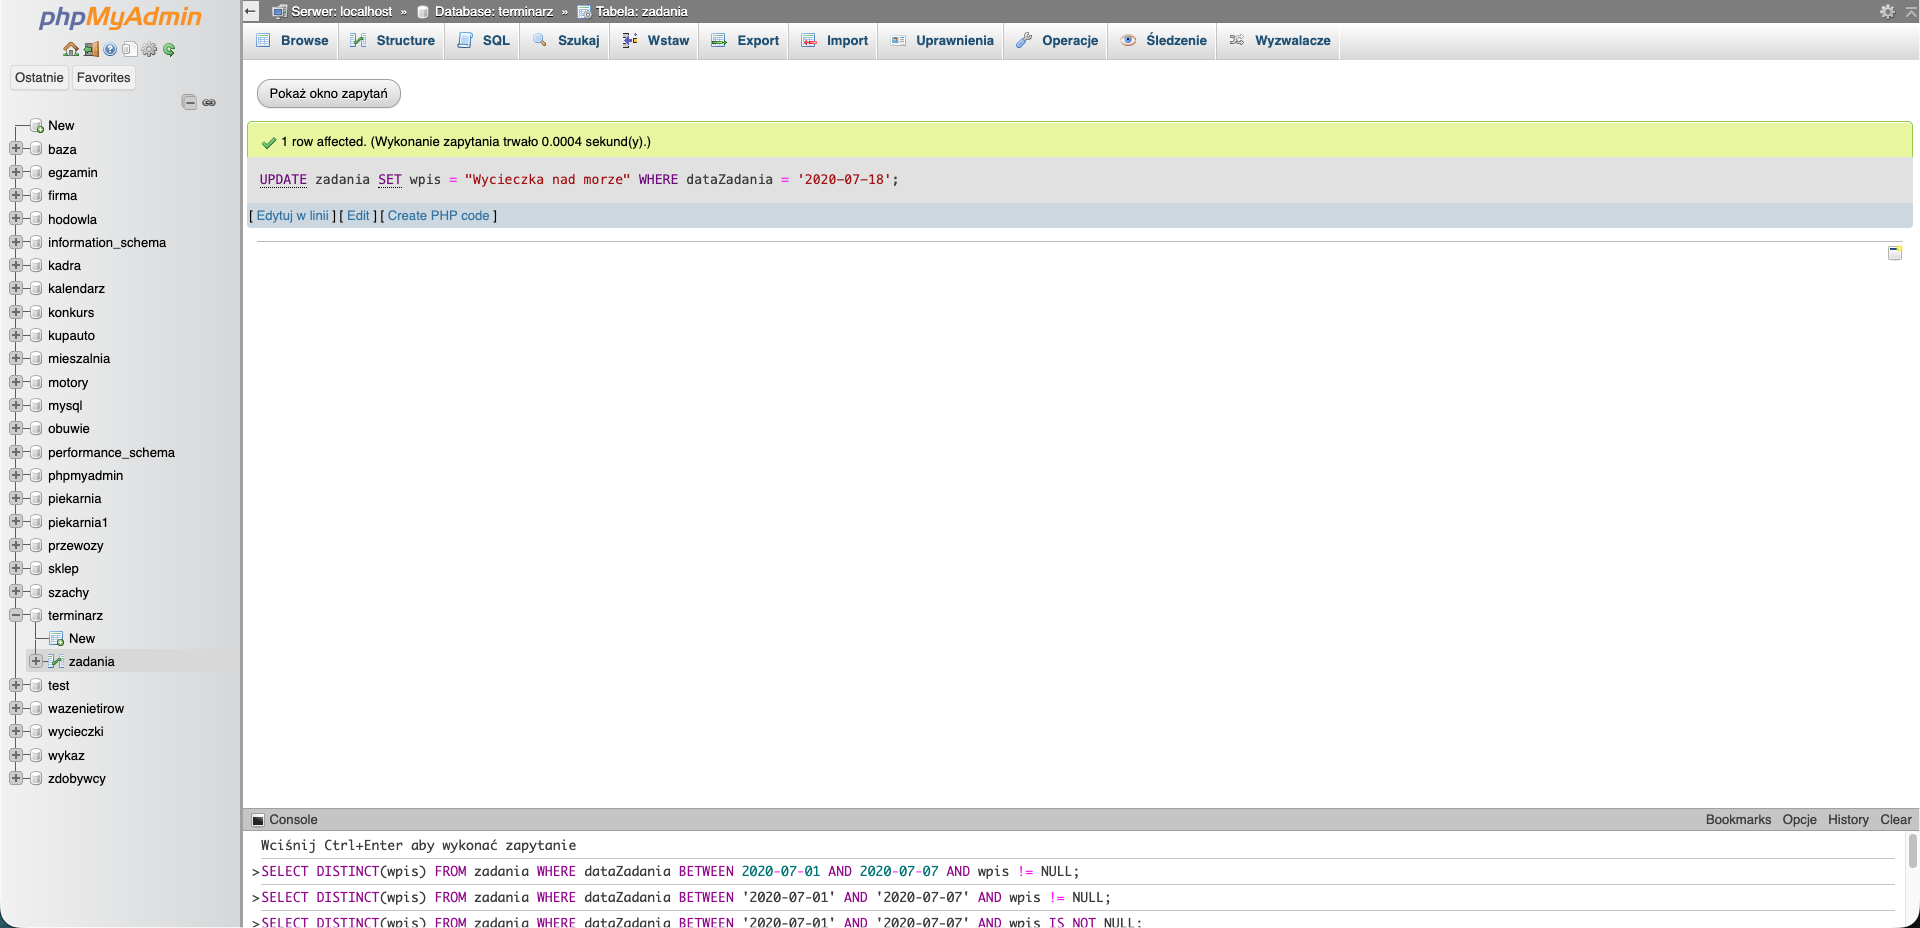 phpMyAdmin
Ostatnie Favorites
New
baza
egzamin
firma
hodowla
information_schema
kadra
kalendarz
konkurs
kupauto
mieszalnia
motory
mysql
obuwie
performance_schema
phpmyadmin
piekarnia
piekarnia1
przewozy
sklep
szachy
terminarz
New
zadania
test
wazenietirow
wycieczki
wykaz
zdobywcy
Serwer: localhost » Database: terminarz » Tabela: zadania
Browse Structure SQL Szukaj Wstaw Export Import Uprawnienia Operacje Śledzenie Wyzwalacze
Pokaż okno zapytań
1 row affected. (Wykonanie zapytania trwało 0.0004 sekund(y).)
UPDATE zadania SET wpis = "Wycieczka nad morze" WHERE dataZadania = '2020-07-18';
[ Edytuj w linii ] [ Edit ] [ Create PHP code ]
Console Bookmarks Opcje History Clear
Wciśnij Ctrl+Enter aby wykonać zapytanie
>SELECT DISTINCT(wpis) FROM zadania WHERE dataZadania BETWEEN 2020-07-01 AND 2020-07-07 AND wpis != NULL;
>SELECT DISTINCT(wpis) FROM zadania WHERE dataZadania BETWEEN '2020-07-01' AND '2020-07-07' AND wpis != NULL;
>SELECT DISTINCT(wpis) FROM zadania WHERE dataZadania BETWEEN '2020-07-01' AND '2020-07-07' AND wpis IS NOT NULL;